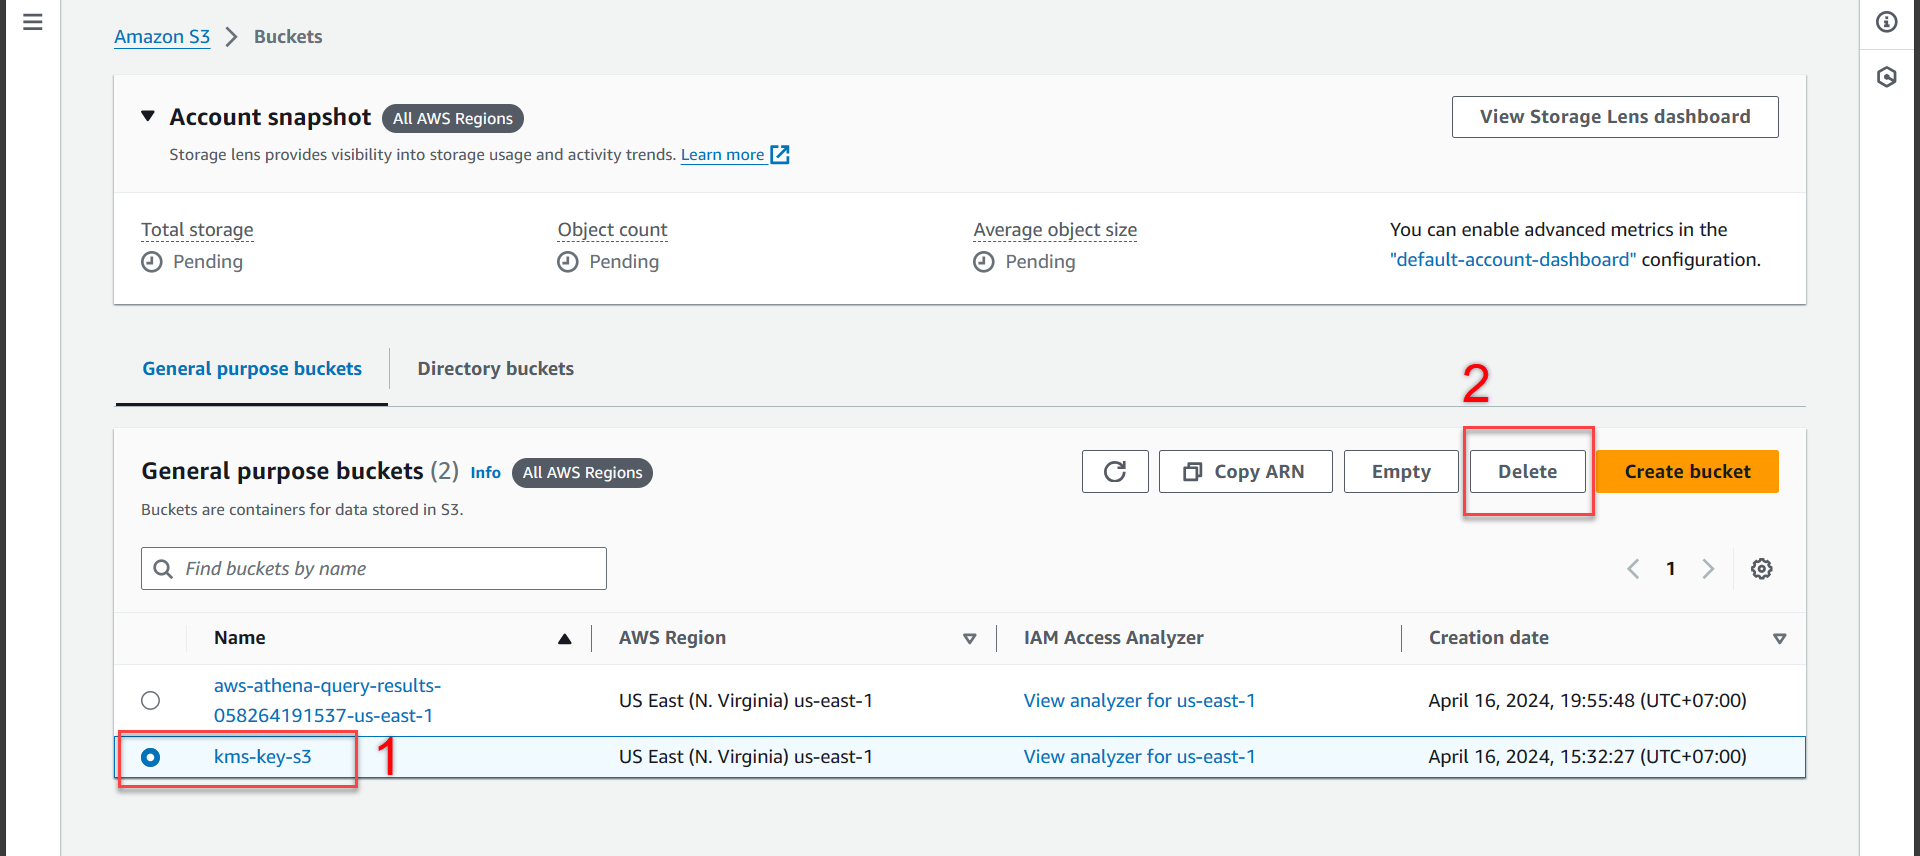 Amazon S3 > Buckets
Account snapshot All AWS Regions
View Storage Lens dashboard
Storage lens provides visibility into storage usage and activity trends. Learn more
Total storage
Pending
Object count
Pending
Average object size
Pending
You can enable advanced metrics in the
"default-account-dashboard" configuration.
General purpose buckets
Directory buckets
2
General purpose buckets (2) Info All AWS Regions
Copy ARN
Empty
Delete
Create bucket
Buckets are containers for data stored in S3.
Find buckets by name
1
Name AWS Region IAM Access Analyzer Creation date
aws-athena-query-results-
058264191537-us-east-1
US East (N. Virginia) us-east-1 View analyzer for us-east-1 April 16, 2024, 19:55:48 (UTC+07:00)
kms-key-s3 1 US East (N. Virginia) us-east-1 View analyzer for us-east-1 April 16, 2024, 15:32:27 (UTC+07:00)